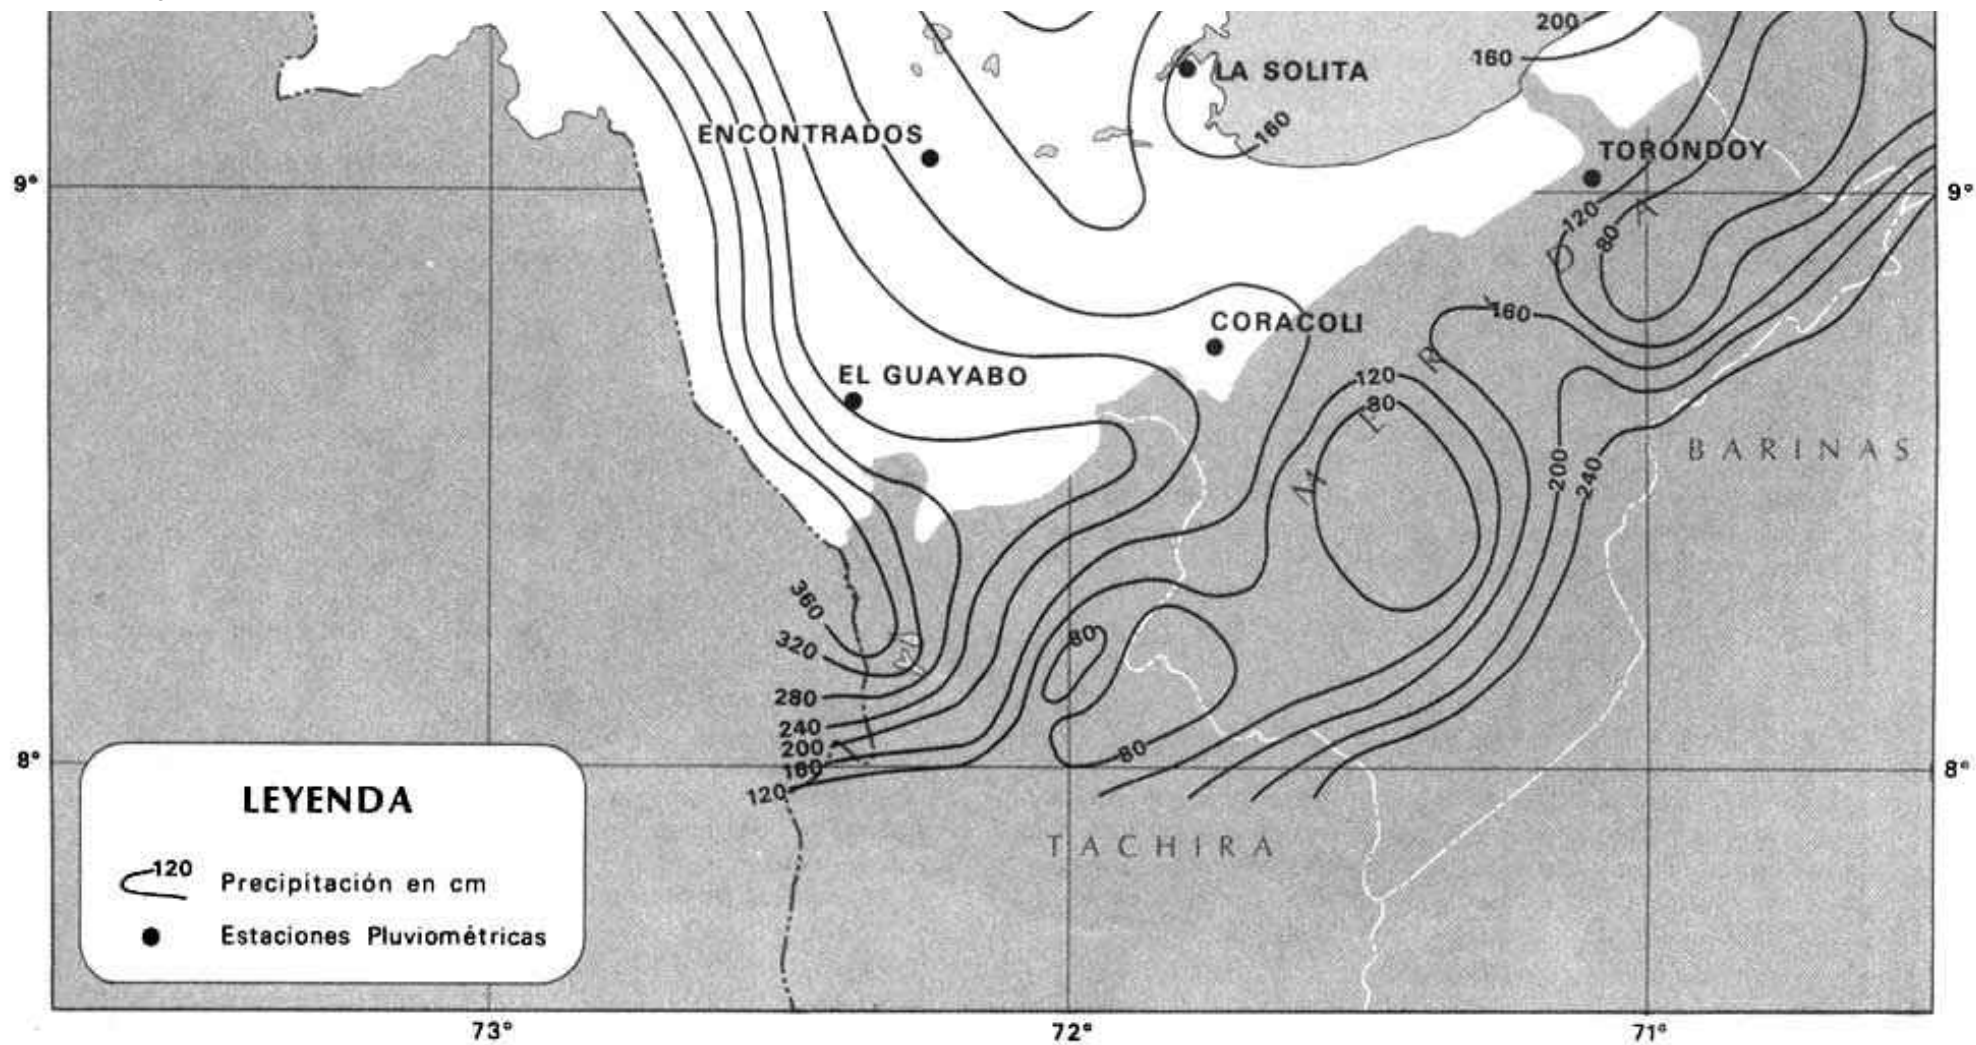 200
160
LA SOLITA
160
ENCONTRADOS
TORONDOY
9°
9°
120
80
MERIDA
160
CORACOLI
EL GUAYABO
120
80
BARINAS
200
240
360
320
80
280
240
200
80
160
120
8°
8°
LEYENDA
120
Precipitación en cm
Estaciones Pluviométricas
TACHIRA
73°
72°
71°